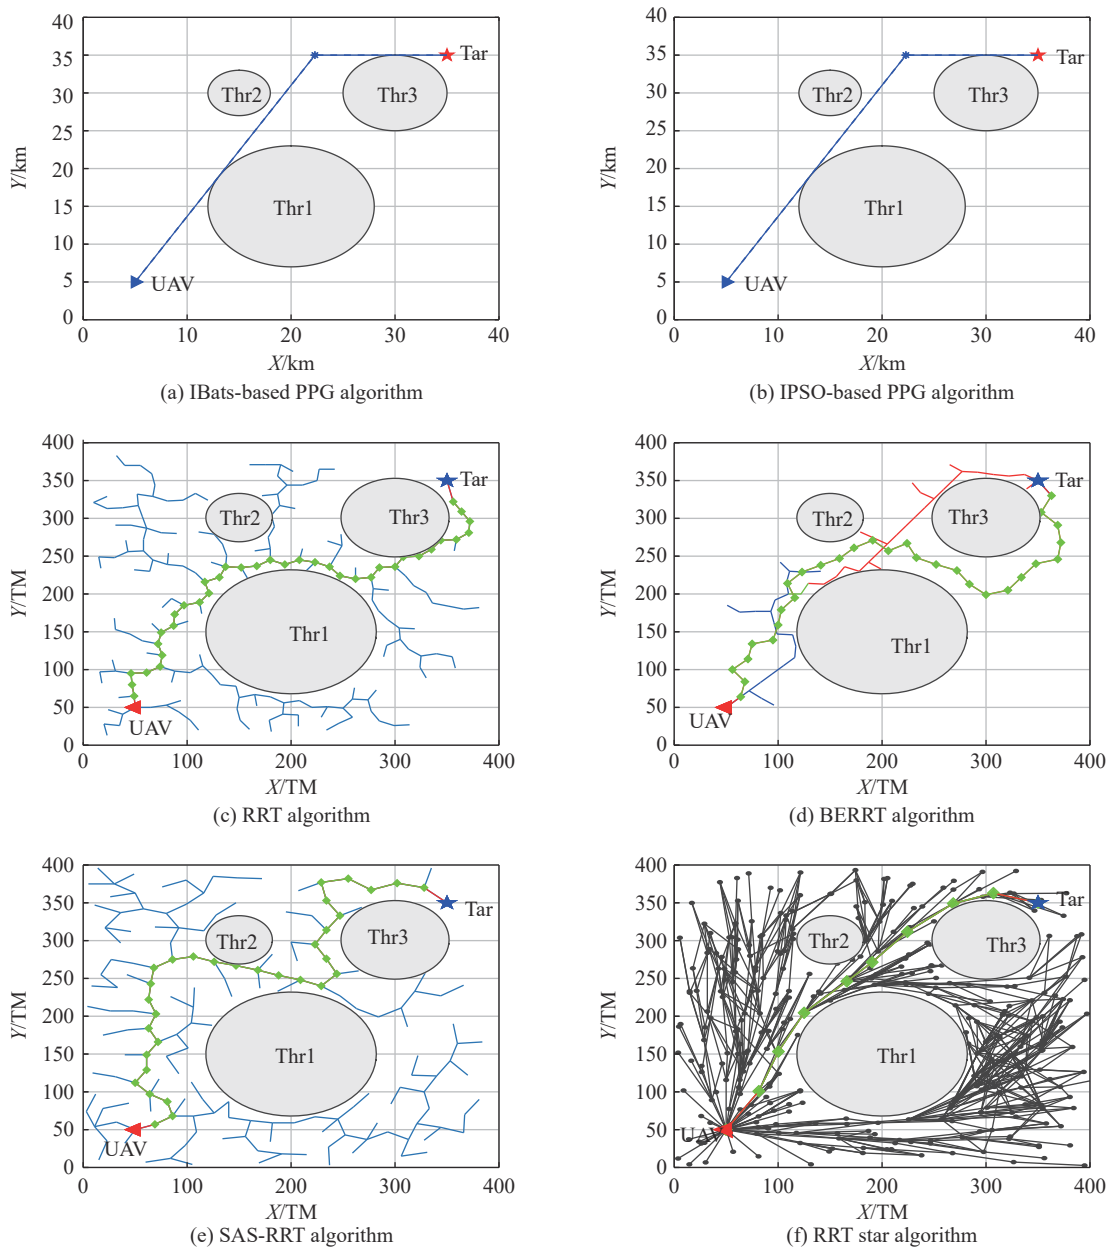 40
35
30
25
20
15
10
5
0
Y/km
Tar
Thr2
Thr3
Thr1
UAV
0 10 20 30 40
X/km
(a) IBats-based PPG algorithm
40
35
30
25
20
15
10
5
0
Y/km
Tar
Thr2
Thr3
Thr1
UAV
0 10 20 30 40
X/km
(b) IPSO-based PPG algorithm
400
350
300
250
200
150
100
50
0
Y/TM
Tar
Thr2
Thr3
Thr1
UAV
0 100 200 300 400
X/TM
(c) RRT algorithm
400
350
300
250
200
150
100
50
0
Y/TM
Tar
Thr2
Thr3
Thr1
UAV
0 100 200 300 400
X/TM
(d) BERRT algorithm
400
350
300
250
200
150
100
50
0
Y/TM
Tar
Thr2
Thr3
Thr1
UAV
0 100 200 300 400
X/TM
(e) SAS-RRT algorithm
400
350
300
250
200
150
100
50
0
Y/TM
Tar
Thr2
Thr3
Thr1
UAV
0 100 200 300 400
X/TM
(f) RRT star algorithm